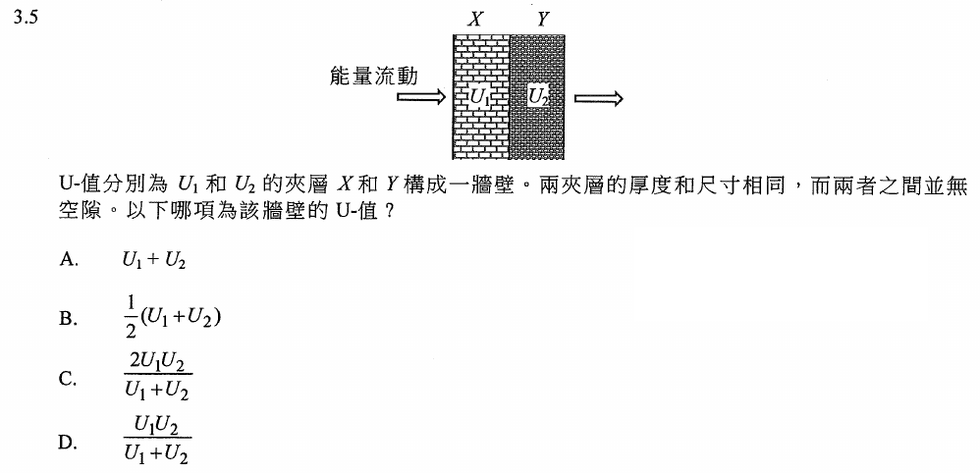 3.5
X Y
能量流動
U₁ U₂
U-值分別為 U₁ 和 U₂ 的夾層 X 和 Y 構成一牆壁。兩夾層的厚度和尺寸相同，而兩者之間並無
空隙。以下哪項為該牆壁的 U-值？
A. U₁ + U₂
B. \frac{1}{2}(U₁ + U₂)
C. \frac{2U₁U₂}{U₁ + U₂}
D. \frac{U₁U₂}{U₁ + U₂}